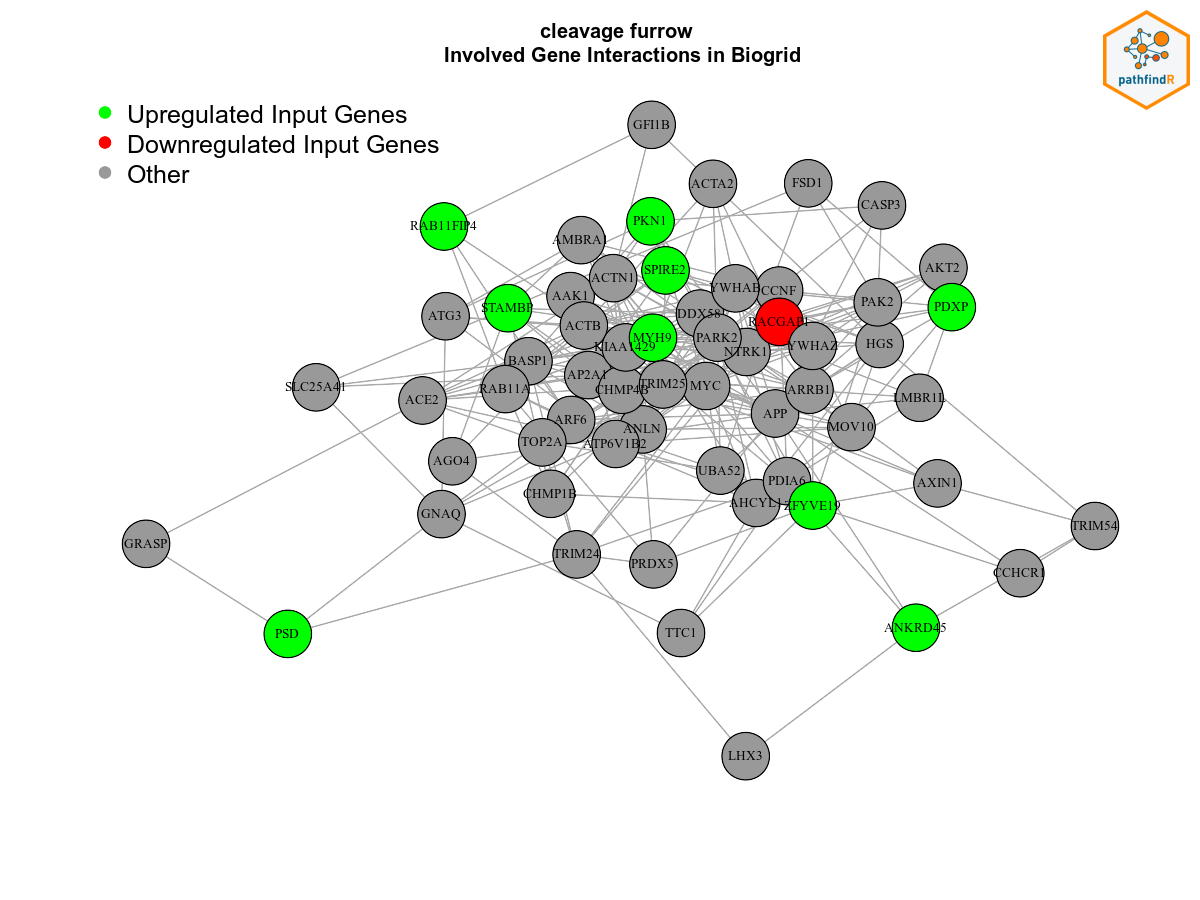 cleavage furrow
Involved Gene Interactions in Biogrid
pathfindR
Upregulated Input Genes
Downregulated Input Genes
Other
GFI1B
ACTA2
FSD1
CASP3
RAB11FIP4
PKN1
AMBRA1
SPIRE2
AKT2
ACTN1
YWHAB
CCNF
AAK1
PAK2
PDXP
STAMBP
ATG3
DDX58
RACGAP1
ACTB
MYH9
PARK2
KIAA1429
YWHAZ
HGS
NTRK1
BASP1
AP2A1
SLC25A41
RAB11A
CHMP4B
TRIM25
MYC
ARRB1
ACE2
LMBR1L
APP
ARF6
MOV10
ANLN
TOP2A
ATP6V1B2
AGO4
UBA52
PDIA6
AXIN1
CHMP1B
AHCYL1
ZFYVE19
GNAQ
TRIM54
GRASP
TRIM24
PRDX5
CCHCR1
PSD
TTC1
ANKRD45
LHX3